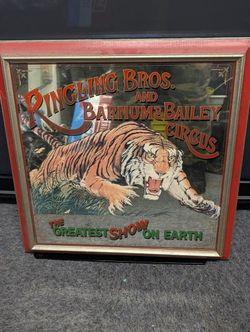 RINGLING BROS.
AND
BARNUM & BAILEY
CIRCUS
THE
GREATEST SHOW ON EARTH